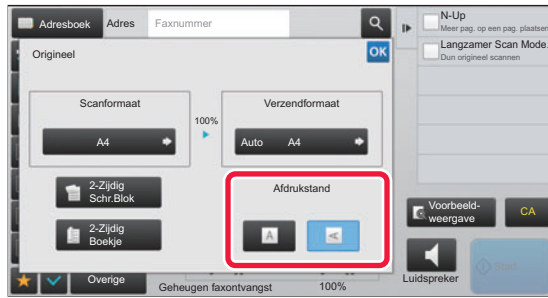 Adresboek
Adres
Faxnummer
N-Up
Meer pag. op een pag. plaatsen
Langzamer Scan Mode.
Dun origineel scannen
Origineel
OK
Scanformaat
A4
100%
Verzendformaat
Auto A4
2-Zijdig
Schr.Blok
2-Zijdig
Boekje
Afdrukstand
A
A
Voorbeeld-
weergave
CA
Luidspreker
Start
Overige
Geheugen faxontvangst 100%